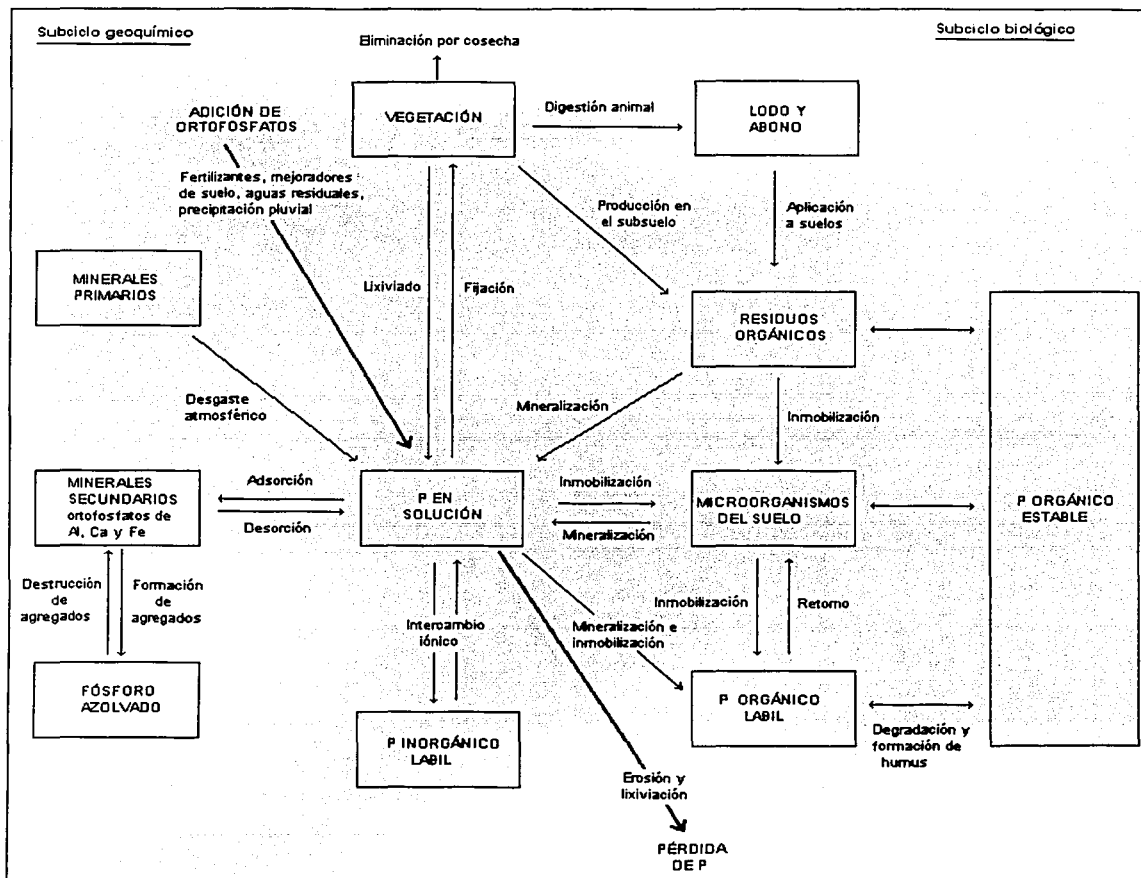 Subciclo geoquímico
Subciclo biológico
Eliminación por cosecha
VEGETACIÓN
Digestión animal
LODO Y
ABONO
ADICIÓN DE
ORTOFOSFATOS
Fertilizantes, mejoradores
de suelo, aguas residuales,
precipitación pluvial
Producción en
el subsuelo
Aplicación
a suelos
MINERALES
PRIMARIOS
Lixiviado
Fijación
RESIDUOS
ORGÁNICOS
Desgaste
atmosférico
Mineralización
Inmobilización
MINERALES
SECUNDARIOS
ortofosfatos de
Al, Ca y Fe
Adsorción
Desorción
P EN
SOLUCIÓN
Inmobilización
Mineralización
MICROORGANISMOS
DEL SUELO
P ORGÁNICO
ESTABLE
Destrucción
de
agregados
Formación
de
agregados
Intercambio
iónico
Mineralización e
inmobilización
Inmobilización
Retorno
FÓSFORO
AZOLVADO
P INORGÁNICO
LABIL
P ORGÁNICO
LABIL
Degradación y
formación de
humus
Erosión y
lixiviación
PÉRDIDA
DE P